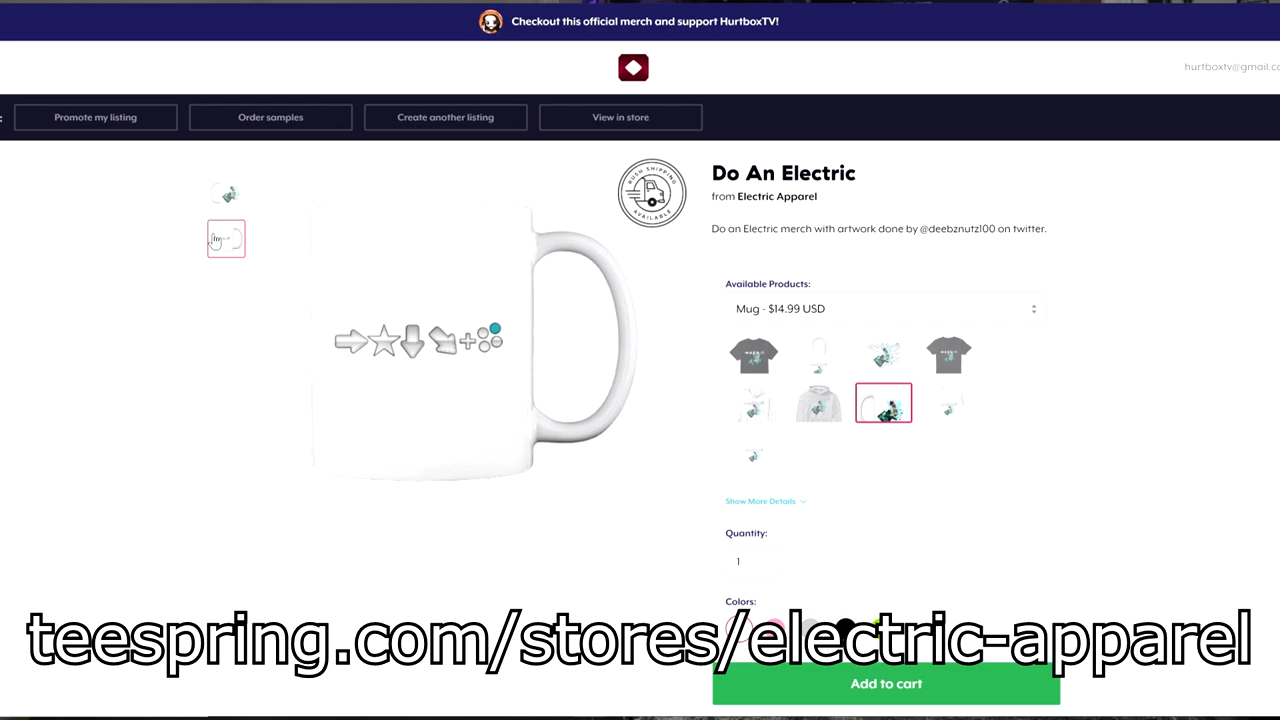 Checkout this official merch and support HurtboxTV!
hurtboxtv@gmail.co
:
Promote my listing
Order samples
Create another listing
View in store
RUSH SHIPPING
AVAILABLE
Do An Electric
from Electric Apparel
Do an Electric merch with artwork done by @deebznutz100 on twitter.
Available Products:
Mug - $14.99 USD
Show More Details
Quantity:
1
Colors:
teespring.com/stores/electric-apparel
Add to cart